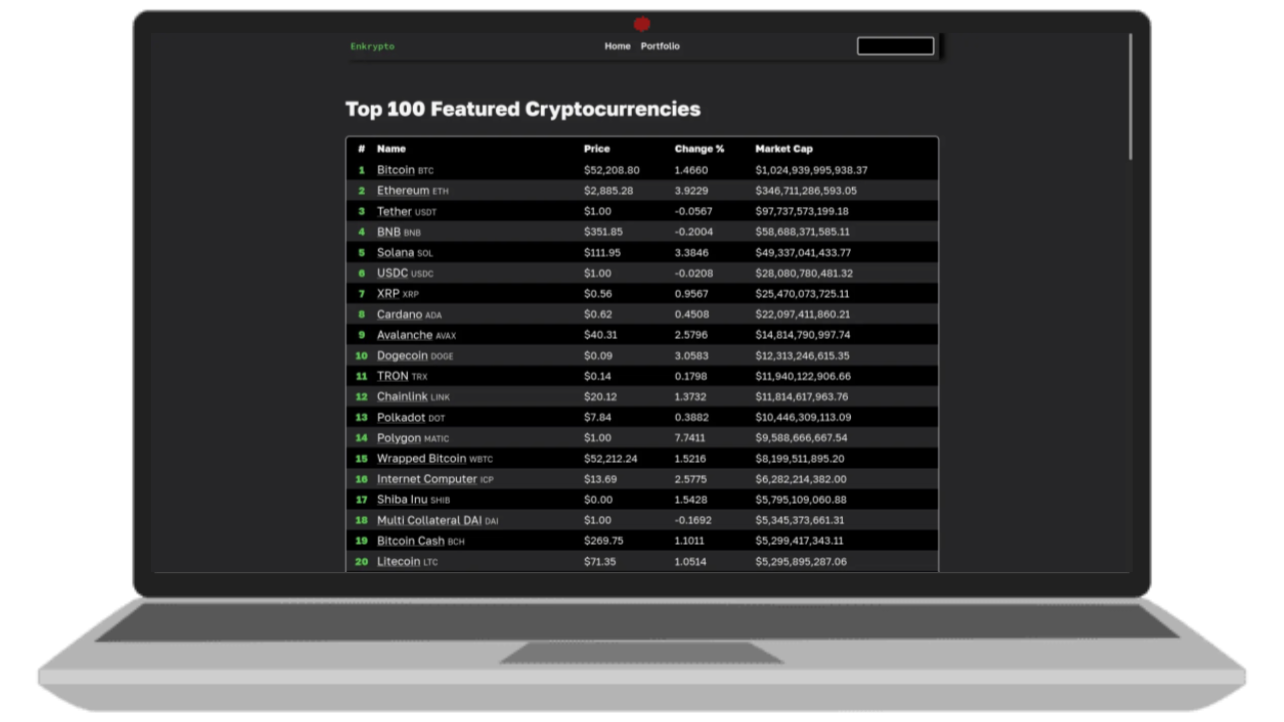 Enkrypto Home Portfolio
Top 100 Featured Cryptocurrencies
# Name Price Change % Market Cap
1 Bitcoin BTC $52,208.80 1.4660 $1,024,939,995,938.37
2 Ethereum ETH $2,885.28 3.9229 $346,711,286,593.05
3 Tether USDT $1.00 -0.0567 $97,737,573,199.18
4 BNB BNB $351.85 -0.2004 $58,688,371,585.11
5 Solana SOL $111.95 3.3846 $49,337,041,433.77
6 USDC USDC $1.00 -0.0208 $28,080,780,481.32
7 XRP XRP $0.56 0.9567 $25,470,073,725.11
8 Cardano ADA $0.62 0.4508 $22,097,411,860.21
9 Avalanche AVAX $40.31 2.5796 $14,814,790,997.74
10 Dogecoin DOGE $0.09 3.0583 $12,313,246,615.35
11 TRON TRX $0.14 0.1798 $11,940,122,906.66
12 Chainlink LINK $20.12 1.3732 $11,814,617,963.76
13 Polkadot DOT $7.84 0.3882 $10,446,309,113.09
14 Polygon MATIC $1.00 7.7411 $9,588,666,667.54
15 Wrapped Bitcoin WBTC $52,212.24 1.5216 $8,199,511,895.20
16 Internet Computer ICP $13.69 2.5775 $6,282,214,382.00
17 Shiba Inu SHIB $0.00 1.5428 $5,795,109,060.88
18 Multi Collateral DAI DAI $1.00 -0.1692 $5,345,373,661.31
19 Bitcoin Cash BCH $269.75 1.1011 $5,299,417,343.11
20 Litecoin LTC $71.35 1.0514 $5,295,895,287.06